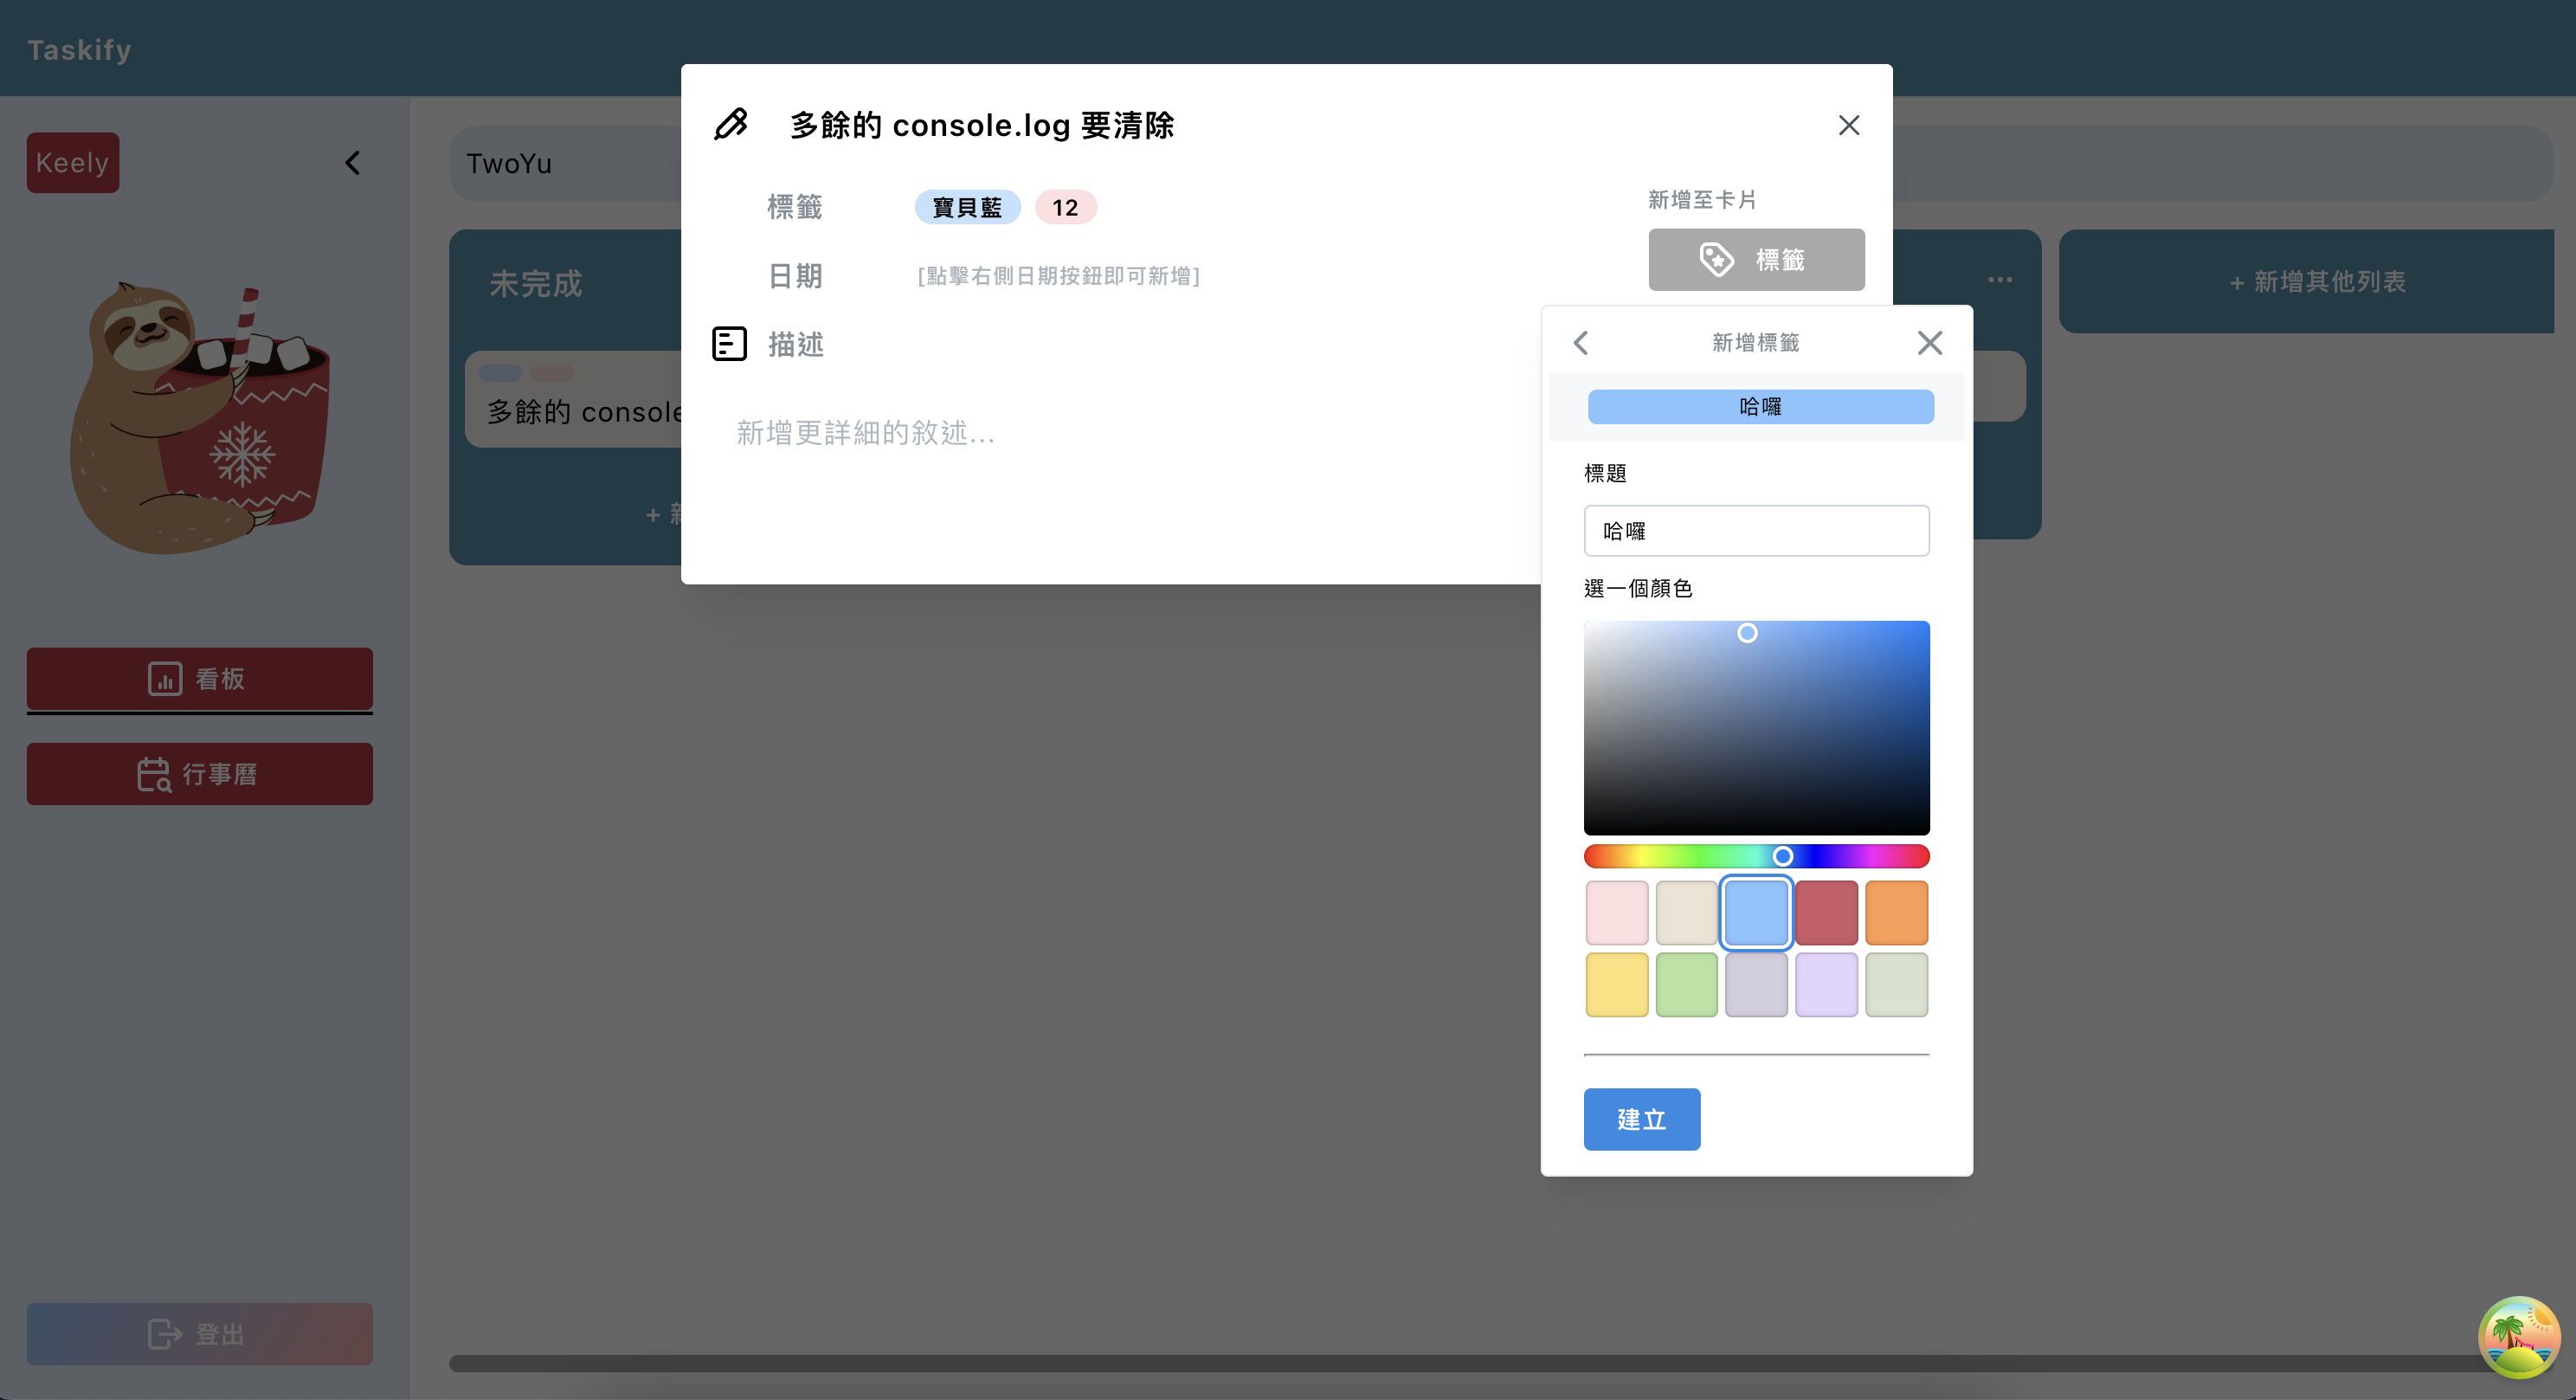 Taskify
Keely
看板
行事曆
登出
TwoYu
未完成
多餘的 console
+ 新
...
+ 新增其他列表
多餘的 console.log 要清除
標籤
寶貝藍
12
日期
[點擊右側日期按鈕即可新增]
描述
新增更詳細的敘述...
新增至卡片
標籤
新增標籤
哈囉
標題
哈囉
選一個顏色
建立